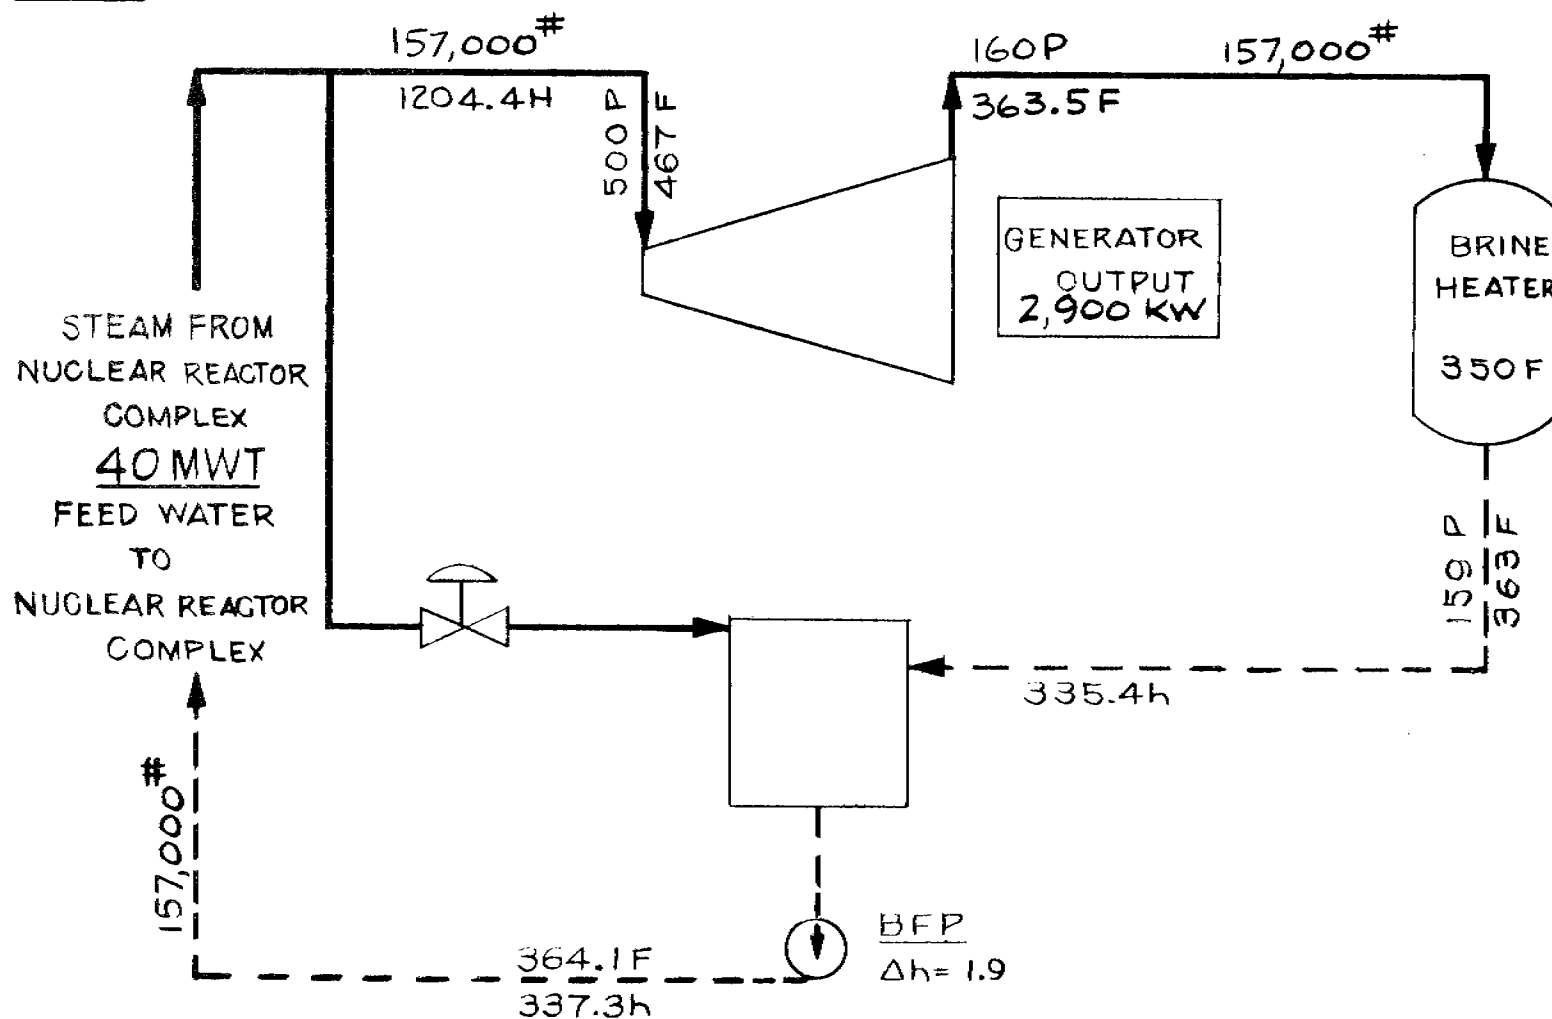 157,000#
1204.4H
500 P
467 F
160P
157,000#
363.5F
GENERATOR
OUTPUT
2,900 KW
BRINE
HEATER
350F
STEAM FROM
NUCLEAR REACTOR
COMPLEX
40 MWT
FEED WATER
TO
NUCLEAR REACTOR
COMPLEX
159 P
363 F
335.4h
157,000#
BFP
Δh= 1.9
364.1F
337.3h